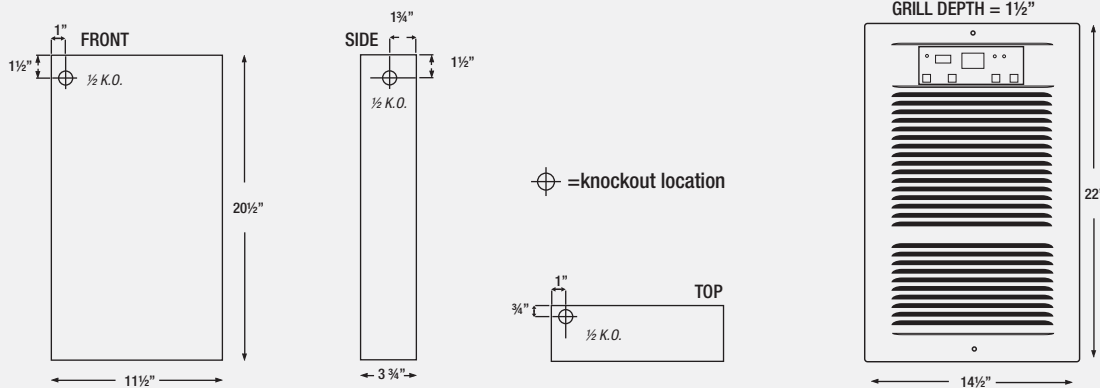 1”
FRONT
1½”
½ K.O.
20½”
11½”
1¾”
SIDE
1½”
½ K.O.
3 ¾”
=knockout location
1”
TOP
¾”
½ K.O.
GRILL DEPTH = 1½”
22”
14½”